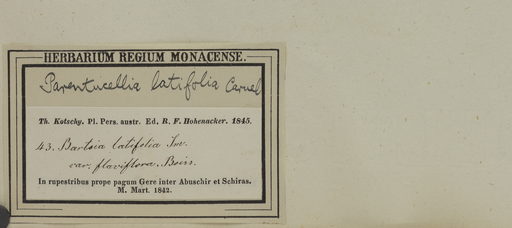 HERBARIUM REGIUM MONACENSE.
Parentucellia latifolia Caruel
Th. Kotschy. Pl. Pers. austr. Ed. R. F. Hohenacker. 1845.
43. Bartsia latifolia Sw.
var. flaviflora. Boiss.
In rupestribus prope pagum Gere inter Abuschir et Schiras.
M. Mart. 1842.